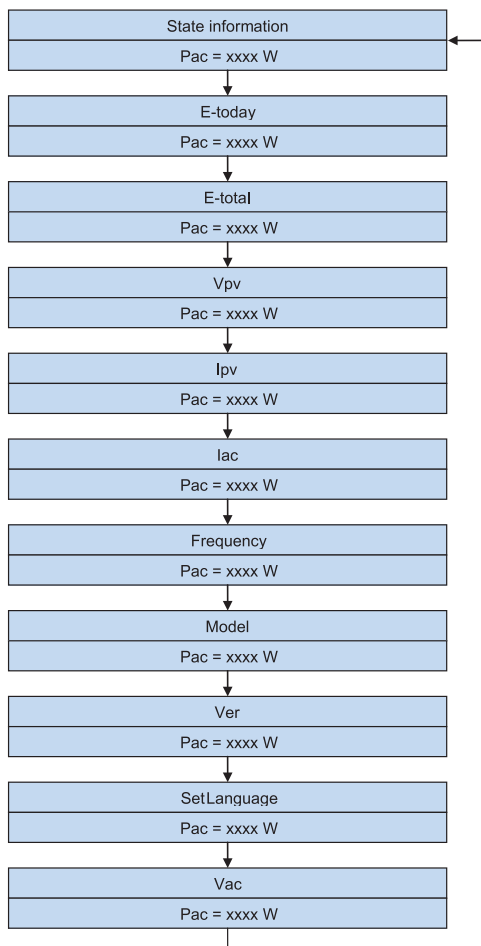 State information
Pac = xxxx W
E-today
Pac = xxxx W
E-total
Pac = xxxx W
Vpv
Pac = xxxx W
Ipv
Pac = xxxx W
Iac
Pac = xxxx W
Frequency
Pac = xxxx W
Model
Pac = xxxx W
Ver
Pac = xxxx W
SetLanguage
Pac = xxxx W
Vac
Pac = xxxx W